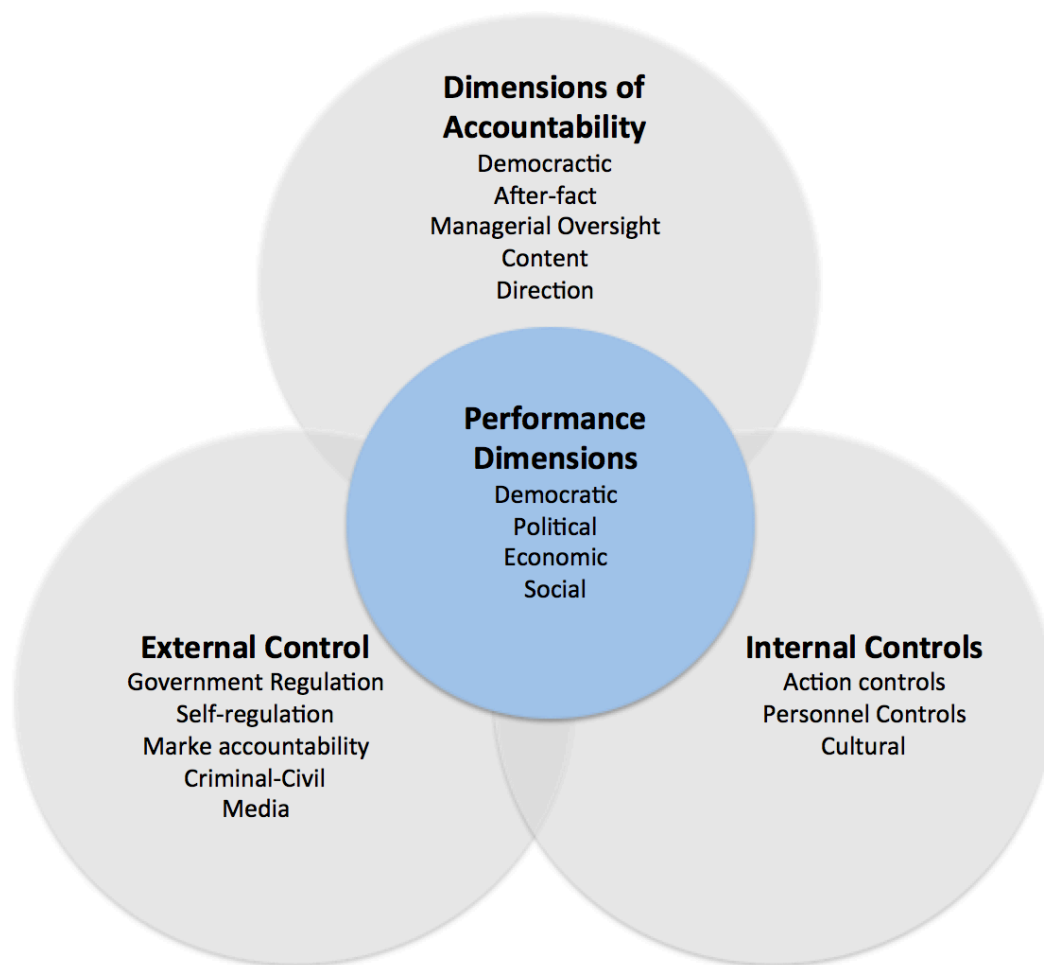 Dimensions of
Accountability
Democractic
After-fact
Managerial Oversight
Content
Direction
Performance
Dimensions
Democratic
Political
Economic
Social
External Control
Government Regulation
Self-regulation
Marke accountability
Criminal-Civil
Media
Internal Controls
Action controls
Personnel Controls
Cultural